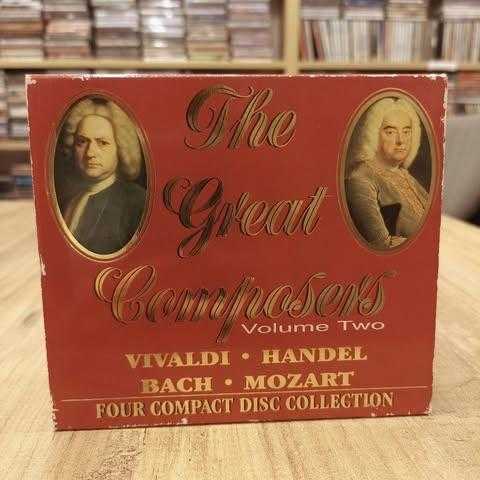 The
Great
Composers
Volume Two
VIVALDI • HANDEL
BACH • MOZART
FOUR COMPACT DISC COLLECTION